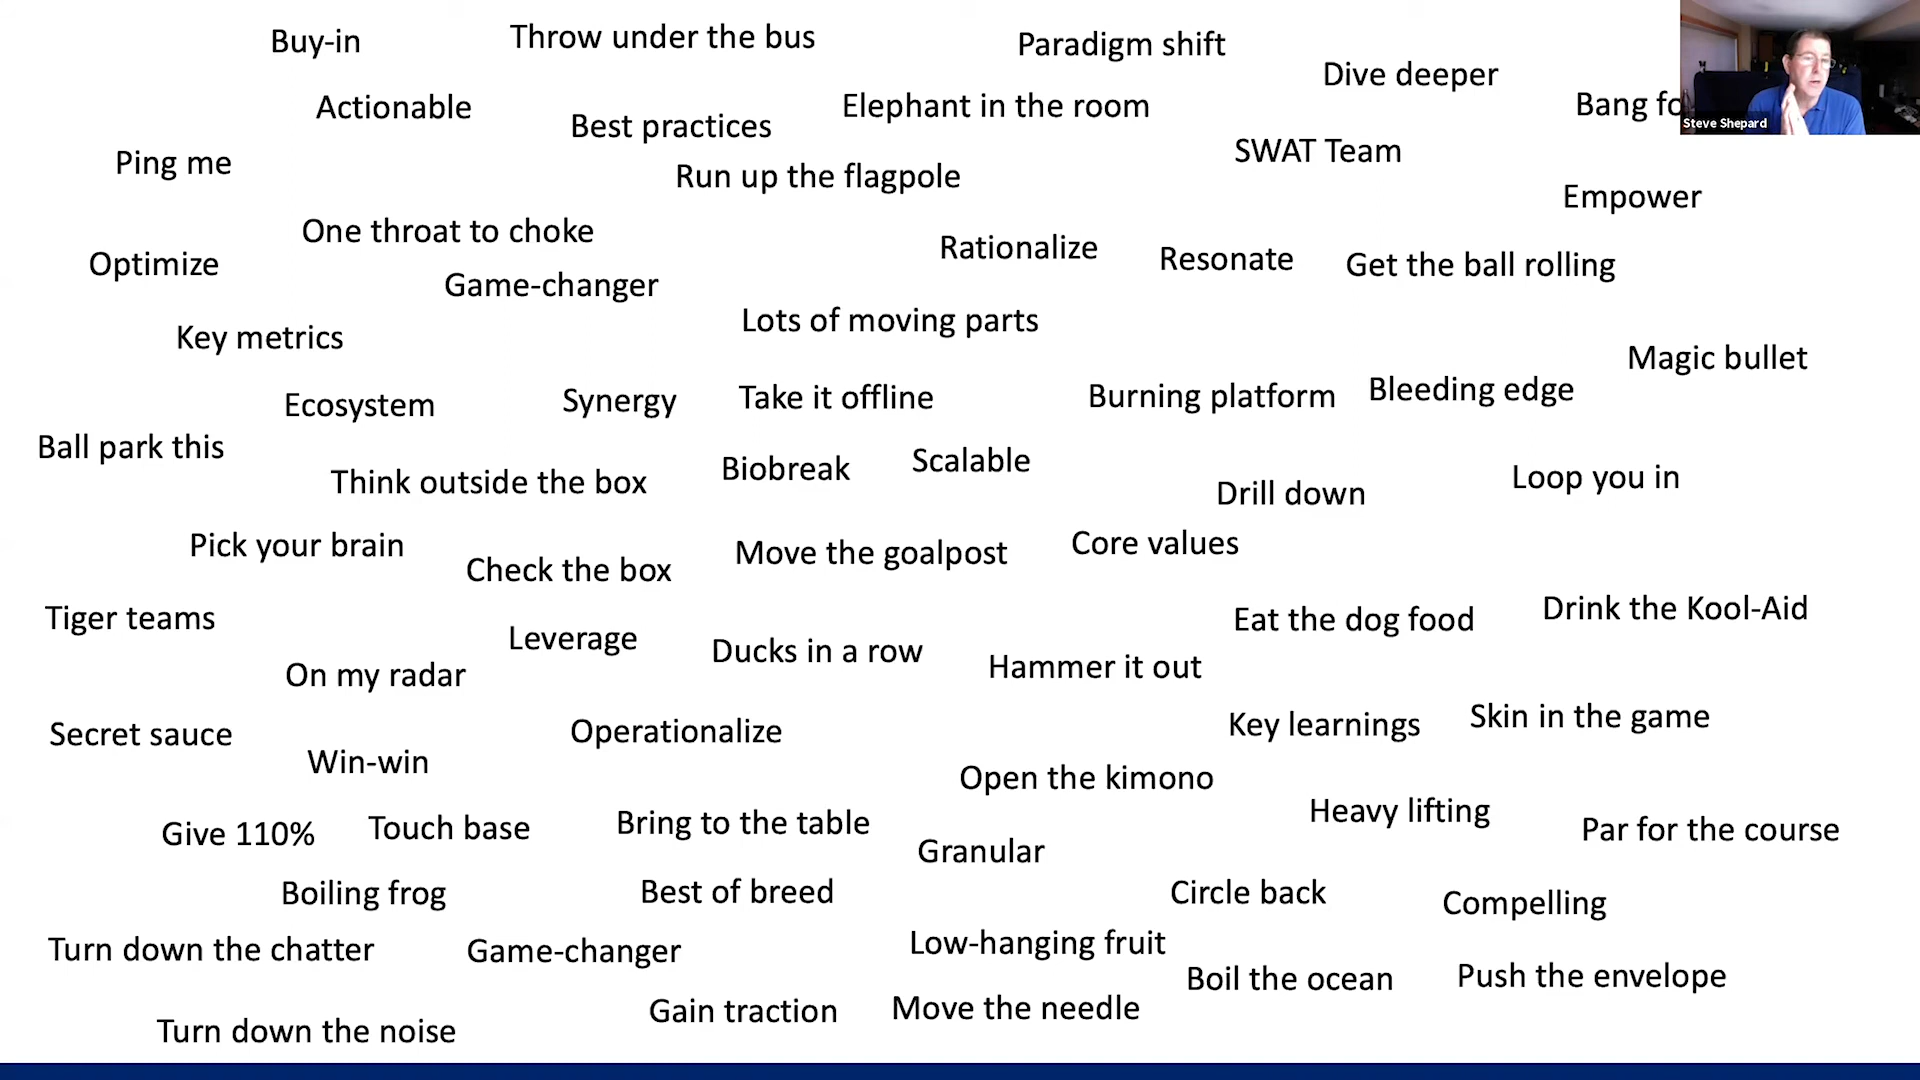 Buy-in
Throw under the bus
Paradigm shift
Dive deeper
Actionable
Best practices
Elephant in the room
Bang
Steve Shepard
Ping me
Run up the flagpole
SWAT Team
Empower
One throat to choke
Optimize
Game-changer
Rationalize
Resonate
Get the ball rolling
Key metrics
Lots of moving parts
Magic bullet
Ecosystem
Synergy
Take it offline
Burning platform
Bleeding edge
Ball park this
Think outside the box
Biobreak
Scalable
Drill down
Loop you in
Pick your brain
Check the box
Move the goalpost
Core values
Tiger teams
Leverage
Ducks in a row
Eat the dog food
Drink the Kool-Aid
On my radar
Hammer it out
Secret sauce
Operationalize
Key learnings
Skin in the game
Win-win
Open the kimono
Give 110%
Touch base
Bring to the table
Heavy lifting
Par for the course
Granular
Boiling frog
Best of breed
Circle back
Compelling
Turn down the chatter
Game-changer
Low-hanging fruit
Boil the ocean
Push the envelope
Turn down the noise
Gain traction
Move the needle